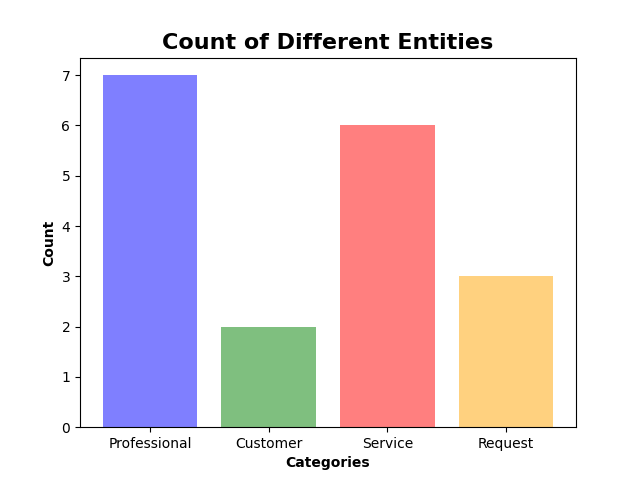 Count of Different Entities
7
6
5
4
3
2
1
0
Count
Professional Customer Service Request
Categories